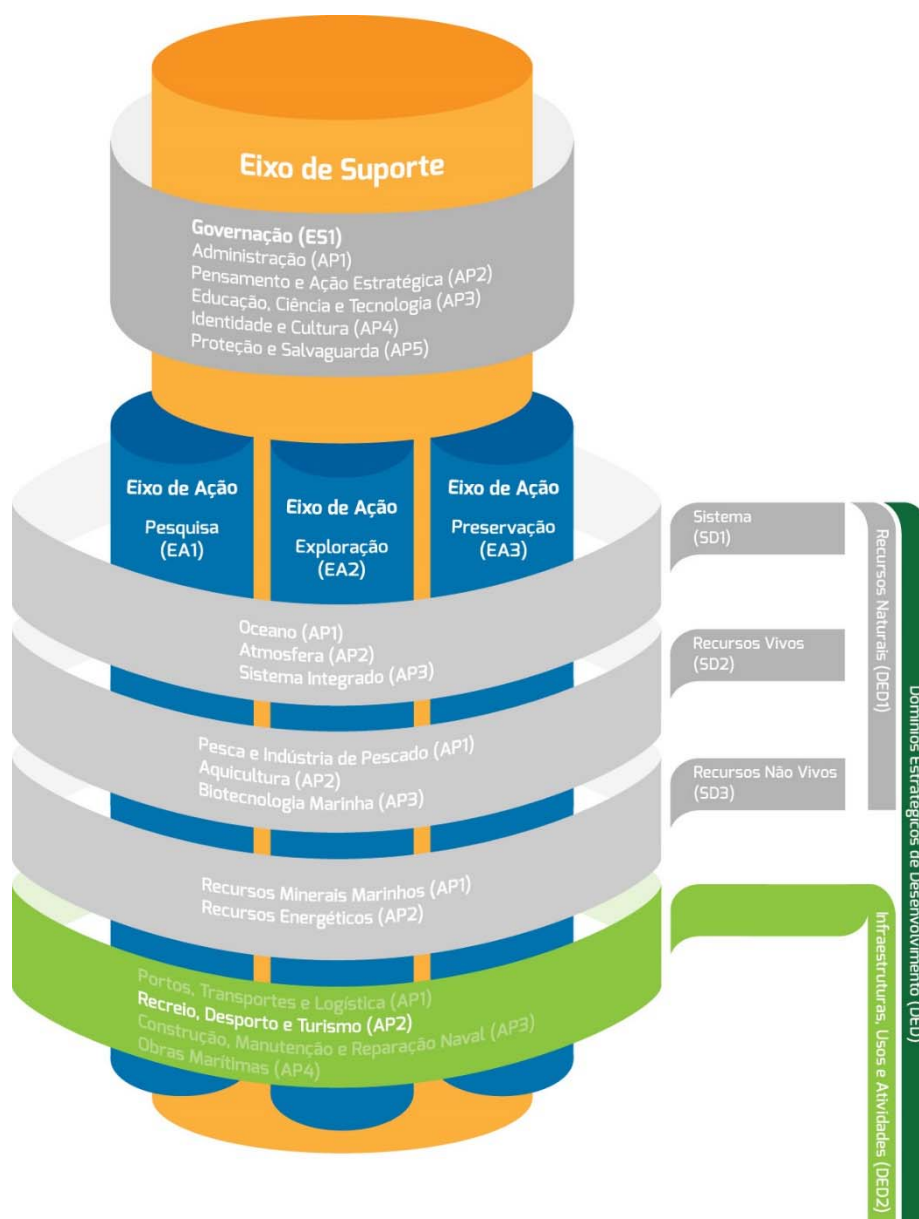 Eixo de Suporte
Governação (ES1)
Administração (AP1)
Pensamento e Ação Estratégica (AP2)
Educação, Ciência e Tecnologia (AP3)
Identidade e Cultura (AP4)
Proteção e Salvaguarda (AP5)
Eixo de Ação
Pesquisa
(EA1)
Eixo de Ação
Exploração
(EA2)
Eixo de Ação
Preservação
(EA3)
Oceano (AP1)
Atmosfera (AP2)
Sistema Integrado (AP3)
Pesca e Indústria de Pescado (AP1)
Aquicultura (AP2)
Biotecnologia Marinha (AP3)
Recursos Minerais Marinhos (AP1)
Recursos Energéticos (AP2)
Portos, Transportes e Logística (AP1)
Recreio, Desporto e Turismo (AP2)
Construção, Manutenção e Reparação Naval (AP3)
Obras Marítimas (AP4)
Sistema
(SD1)
Recursos Vivos
(SD2)
Recursos Não Vivos
(SD3)
Recursos Naturais (DED1)
Infraestruturas, Usos e Atividades (DED2)
Domínios Estratégicos de Desenvolvimento (DED)